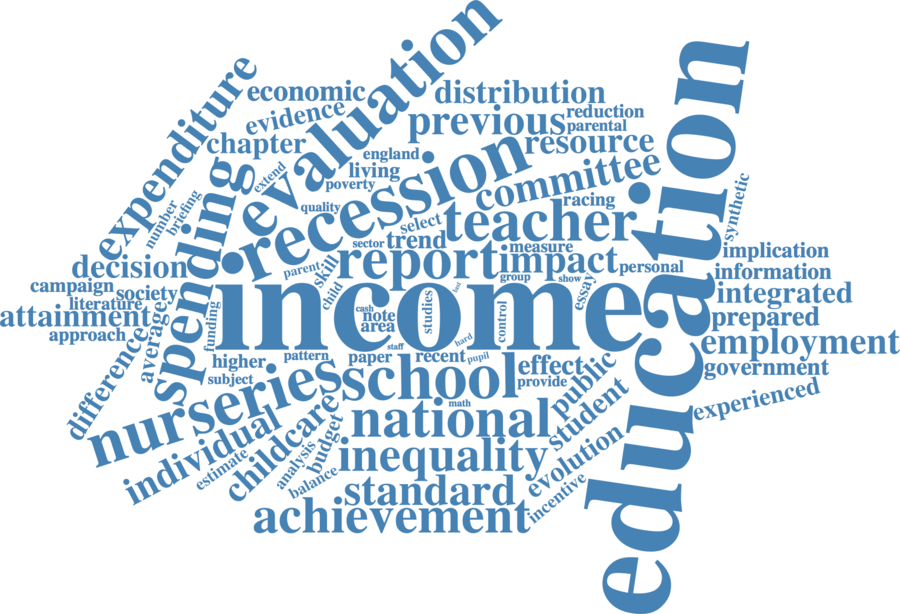 evaluation
expenditure
economic
distribution
education
evidence
previous
reduction
parental
chapter
resource
england
recession
committee
living
extend
poverty
spending
number
briefing
quality
select
teacher
racing
synthetic
sector
trend
measure
decision
skill
parent
report
impact
personal
implication
group
show
essay
information
campaign
society
child
income
integrated
literature
attainment
funding
cash
note
area
studies
last
control
prepared
approach
average
difference
staff
hard
employment
higher
pattern
paper
recent
pupil
effect
government
subject
school
provide
public
nurseries
math
experienced
national
student
individual
childcare
budget
inequality
evolution
estimate
analysis
balance
standard
incentive
achievement